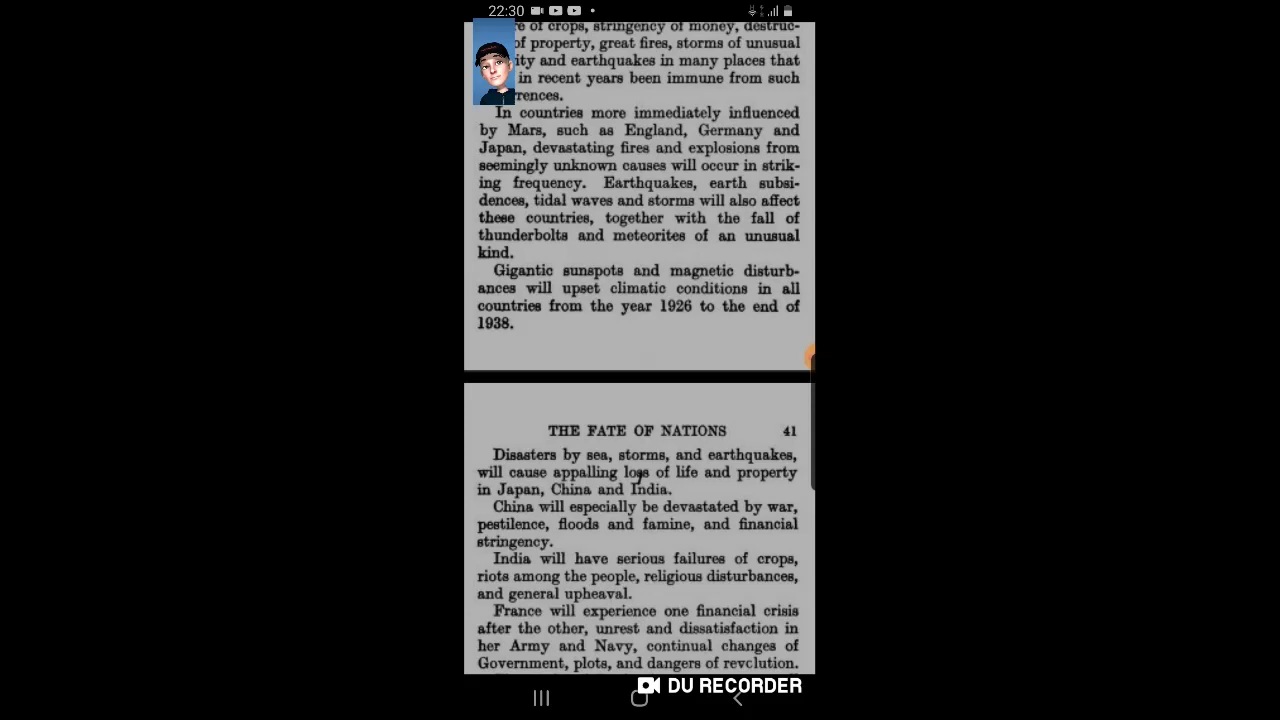 22:30
re of crops, stringency of money, destruc-
of property, great fires, storms of unusual
ity and earthquakes in many places that
in recent years been immune from such
rrences.
In countries more immediately influenced
by Mars, such as England, Germany and
Japan, devastating fires and explosions from
seemingly unknown causes will occur in strik-
ing frequency. Earthquakes, earth subsi-
dences, tidal waves and storms will also affect
these countries, together with the fall of
thunderbolts and meteorites of an unusual
kind.
Gigantic sunspots and magnetic disturb-
ances will upset climatic conditions in all
countries from the year 1926 to the end of
1938.
THE FATE OF NATIONS 41
Disasters by sea, storms, and earthquakes,
will cause appalling loss of life and property
in Japan, China and India.
China will especially be devastated by war,
pestilence, floods and famine, and financial
stringency.
India will have serious failures of crops,
riots among the people, religious disturbances,
and general upheaval.
France will experience one financial crisis
after the other, unrest and dissatisfaction in
her Army and Navy, continual changes of
Government, plots, and dangers of revolution.
DU RECORDER